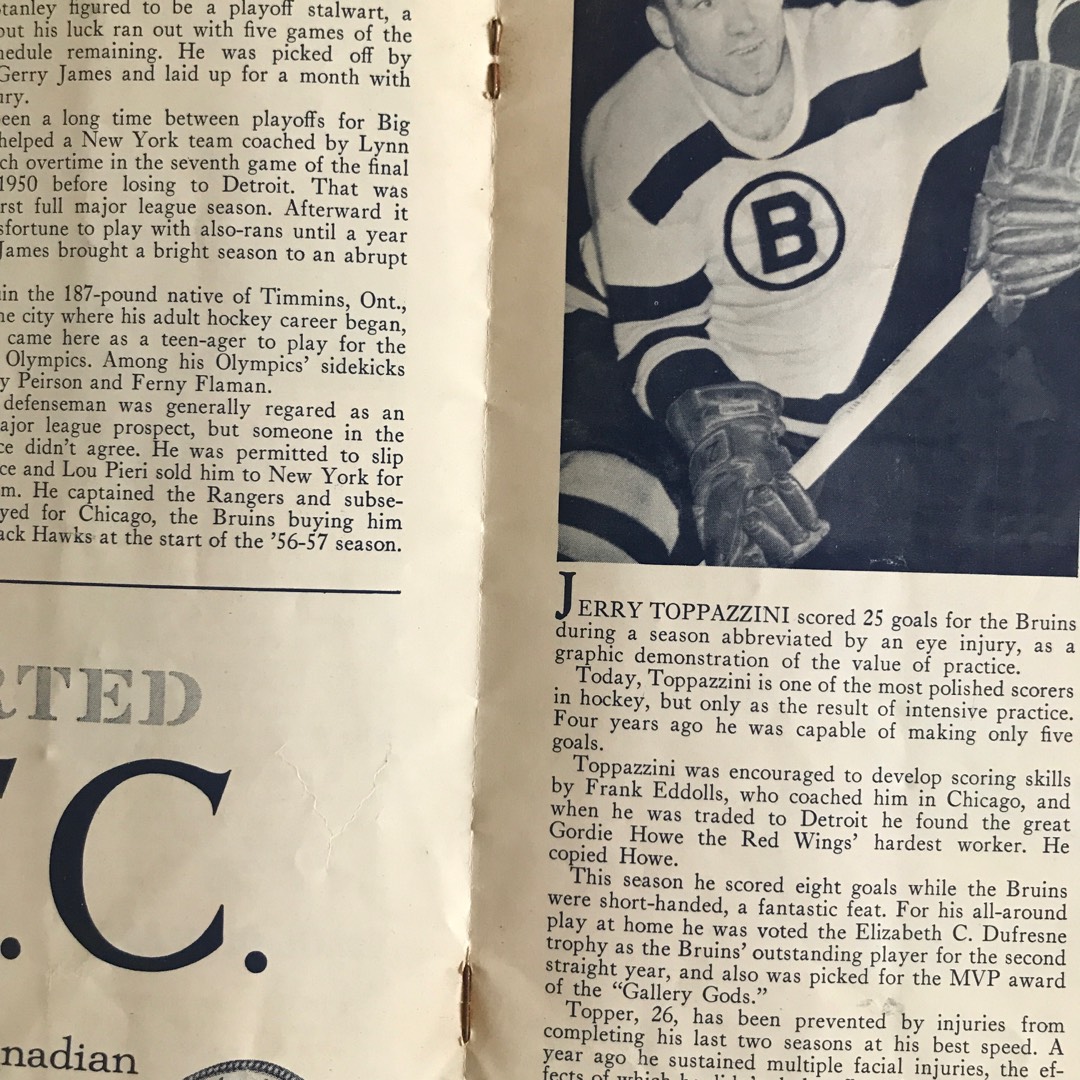 tanley figured to be a playoff stalwart, a
but his luck ran out with five games of the
hedule remaining. He was picked off by
Gerry James and laid up for a month with
ury.
een a long time between playoffs for Big
helped a New York team coached by Lynn
ch overtime in the seventh game of the final
1950 before losing to Detroit. That was
rst full major league season. Afterward it
sfortune to play with also-rans until a year
James brought a bright season to an abrupt
in the 187-pound native of Timmins, Ont.,
he city where his adult hockey career began,
came here as a teen-ager to play for the
Olympics. Among his Olympics' sidekicks
y Peirson and Ferny Flaman.
defenseman was generally regared as an
ajor league prospect, but someone in the
ce didn't agree. He was permitted to slip
ce and Lou Pieri sold him to New York for
m. He captained the Rangers and subse-
yed for Chicago, the Bruins buying him
ack Hawks at the start of the '56-57 season.
RTED
.C.
nadian
B
JERRY TOPPAZZINI scored 25 goals for the Bruins
during a season abbreviated by an eye injury, as a
graphic demonstration of the value of practice.
Today, Toppazzini is one of the most polished scorers
in hockey, but only as the result of intensive practice.
Four years ago he was capable of making only five
goals.
Toppazzini was encouraged to develop scoring skills
by Frank Eddolls, who coached him in Chicago, and
when he was traded to Detroit he found the great
Gordie Howe the Red Wings' hardest worker. He
copied Howe.
This season he scored eight goals while the Bruins
were short-handed, a fantastic feat. For his all-around
play at home he was voted the Elizabeth C. Dufresne
trophy as the Bruins' outstanding player for the second
straight year, and also was picked for the MVP award
of the "Gallery Gods."
Topper, 26, has been prevented by injuries from
completing his last two seasons at his best speed. A
year ago he sustained multiple facial injuries, the ef-
fects of which he